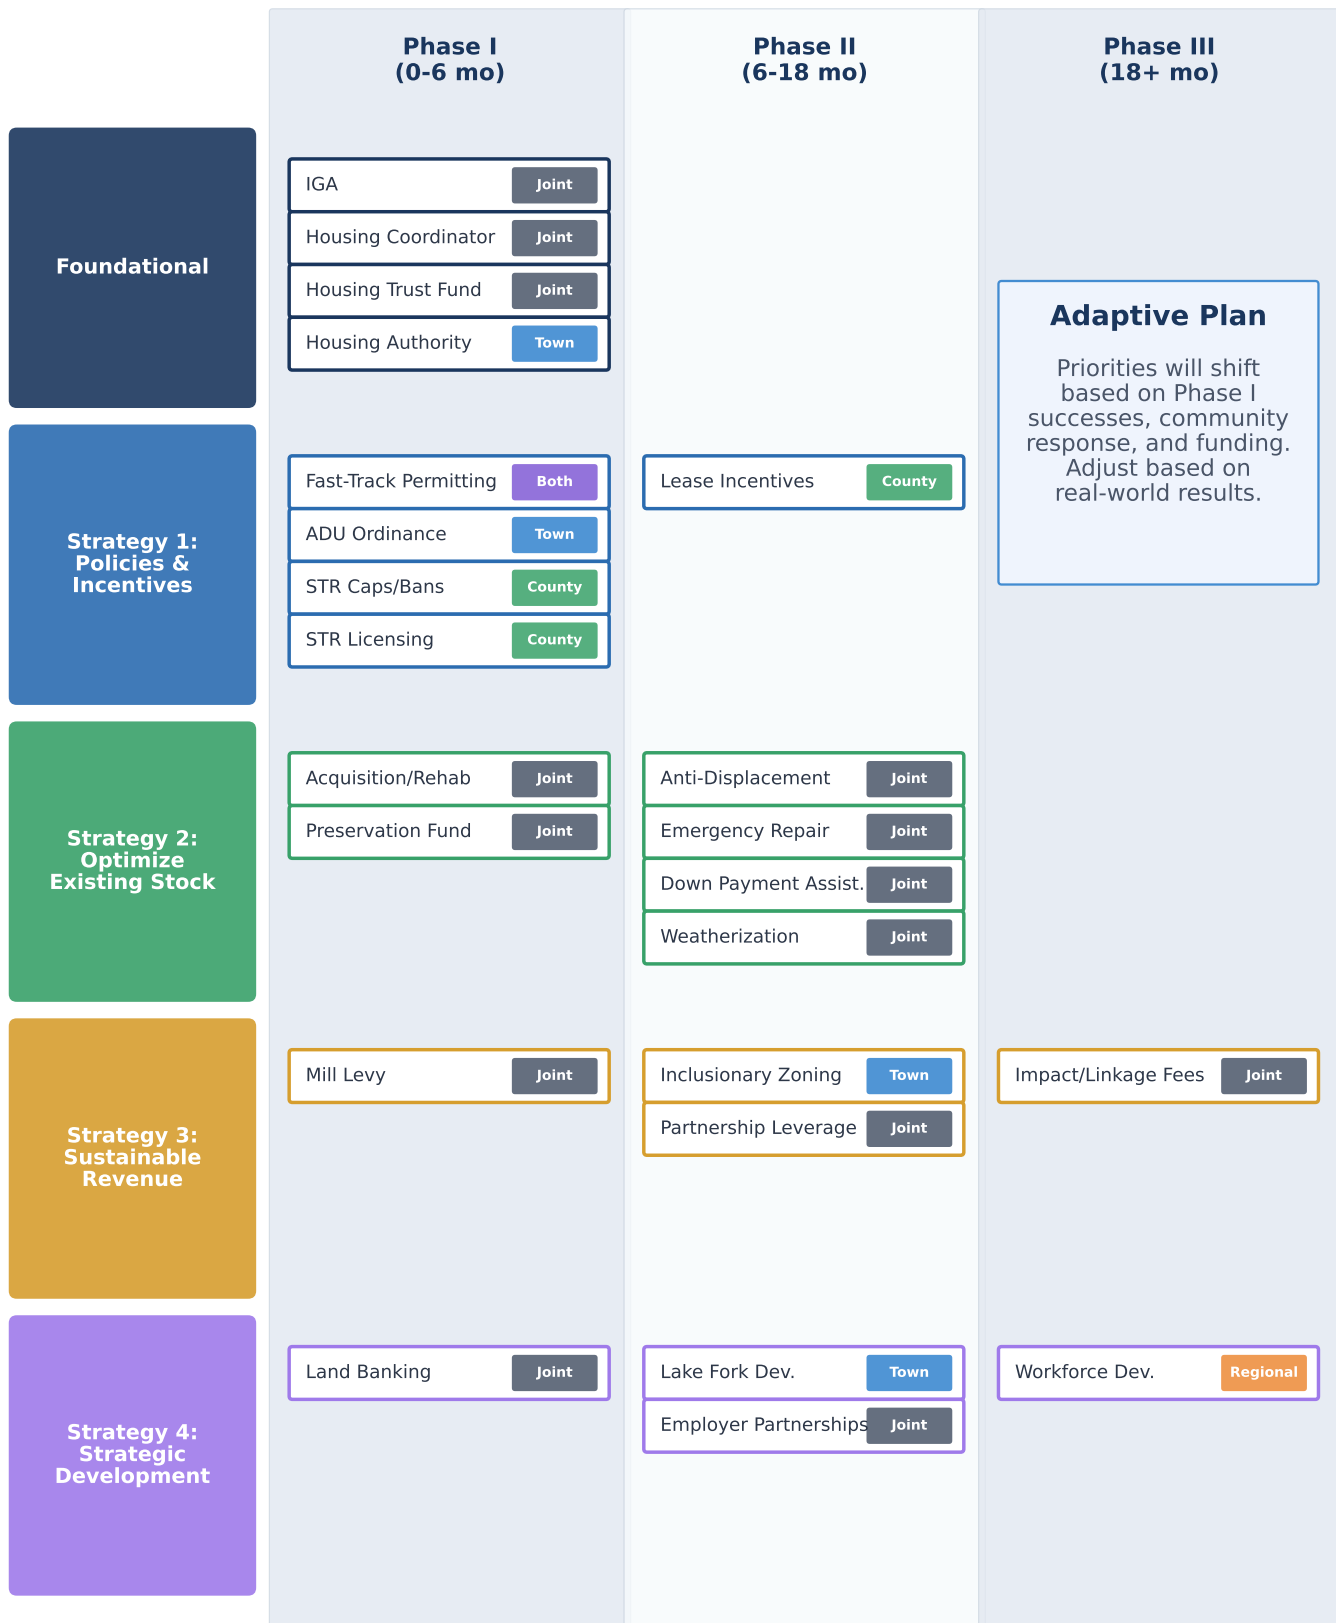 Phase I
(0-6 mo)
Phase II
(6-18 mo)
Phase III
(18+ mo)
Foundational
IGA
Joint
Housing Coordinator
Joint
Housing Trust Fund
Joint
Housing Authority
Town
Adaptive Plan
Priorities will shift
based on Phase I
successes, community
response, and funding.
Adjust based on
real-world results.
Strategy 1:
Policies &
Incentives
Fast-Track Permitting
Both
ADU Ordinance
Town
STR Caps/Bans
County
STR Licensing
County
Lease Incentives
County
Strategy 2:
Optimize
Existing Stock
Acquisition/Rehab
Joint
Preservation Fund
Joint
Anti-Displacement
Joint
Emergency Repair
Joint
Down Payment Assist.
Joint
Weatherization
Joint
Strategy 3:
Sustainable
Revenue
Mill Levy
Joint
Inclusionary Zoning
Town
Partnership Leverage
Joint
Impact/Linkage Fees
Joint
Strategy 4:
Strategic
Development
Land Banking
Joint
Lake Fork Dev.
Town
Employer Partnerships
Joint
Workforce Dev.
Regional